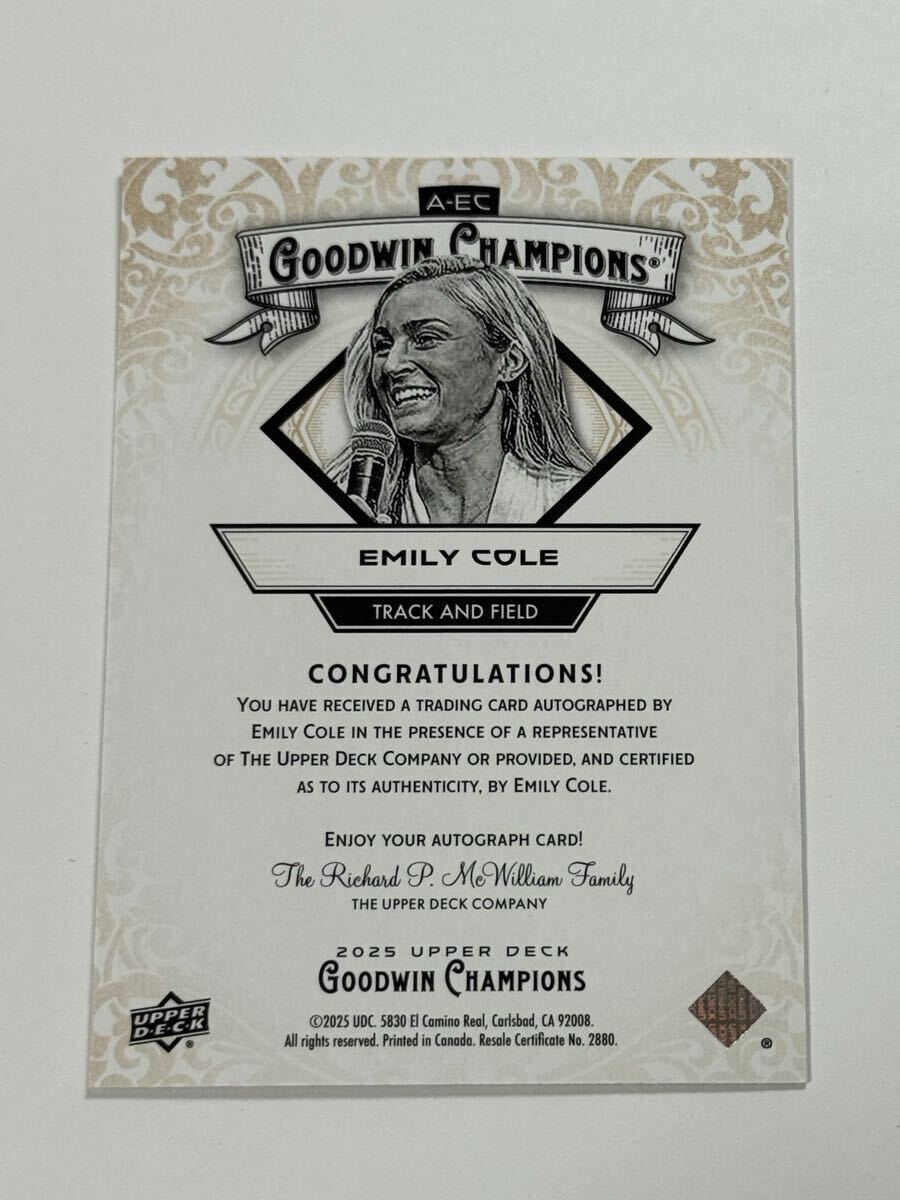 A-EC
GOODWIN CHAMPIONS®
EMILY COLE
TRACK AND FIELD
CONGRATULATIONS!
YOU HAVE RECEIVED A TRADING CARD AUTOGRAPHED BY
EMILY COLE IN THE PRESENCE OF A REPRESENTATIVE
OF THE UPPER DECK COMPANY OR PROVIDED, AND CERTIFIED
AS TO ITS AUTHENTICITY, BY EMILY COLE.
ENJOY YOUR AUTOGRAPH CARD!
The Richard P. McWilliam Family
THE UPPER DECK COMPANY
2025 UPPER DECK
GOODWIN CHAMPIONS
UPPER
D·E·C·K
®
©2025 UDC. 5830 El Camino Real, Carlsbad, CA 92008.
All rights reserved. Printed in Canada. Resale Certificate No. 2880.
®